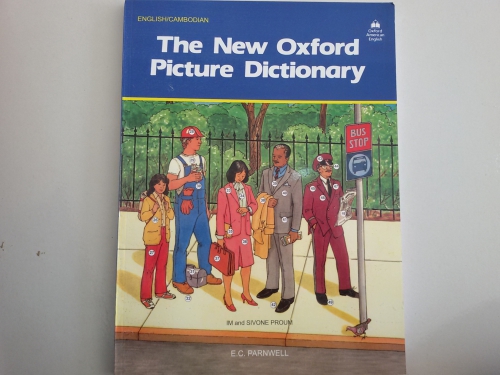 ENGLISH/CAMBODIAN
Oxford
American
English
The New Oxford
Picture Dictionary
BUS
STOP
IM and SIVONE PROUM
E.C. PARNWELL